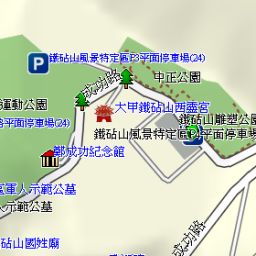 鐵砧山風景特定區P3平面停車場(24)
成功路
中正公園
運動公園
大甲鐵砧山西靈宮
鐵砧山雕塑公園
路平面停車場(24)
鐵砧山風景特定區P4平面停車場
鄭成功紀念館
軍人示範公墓
示範公墓
砧山國姓廟
成功路